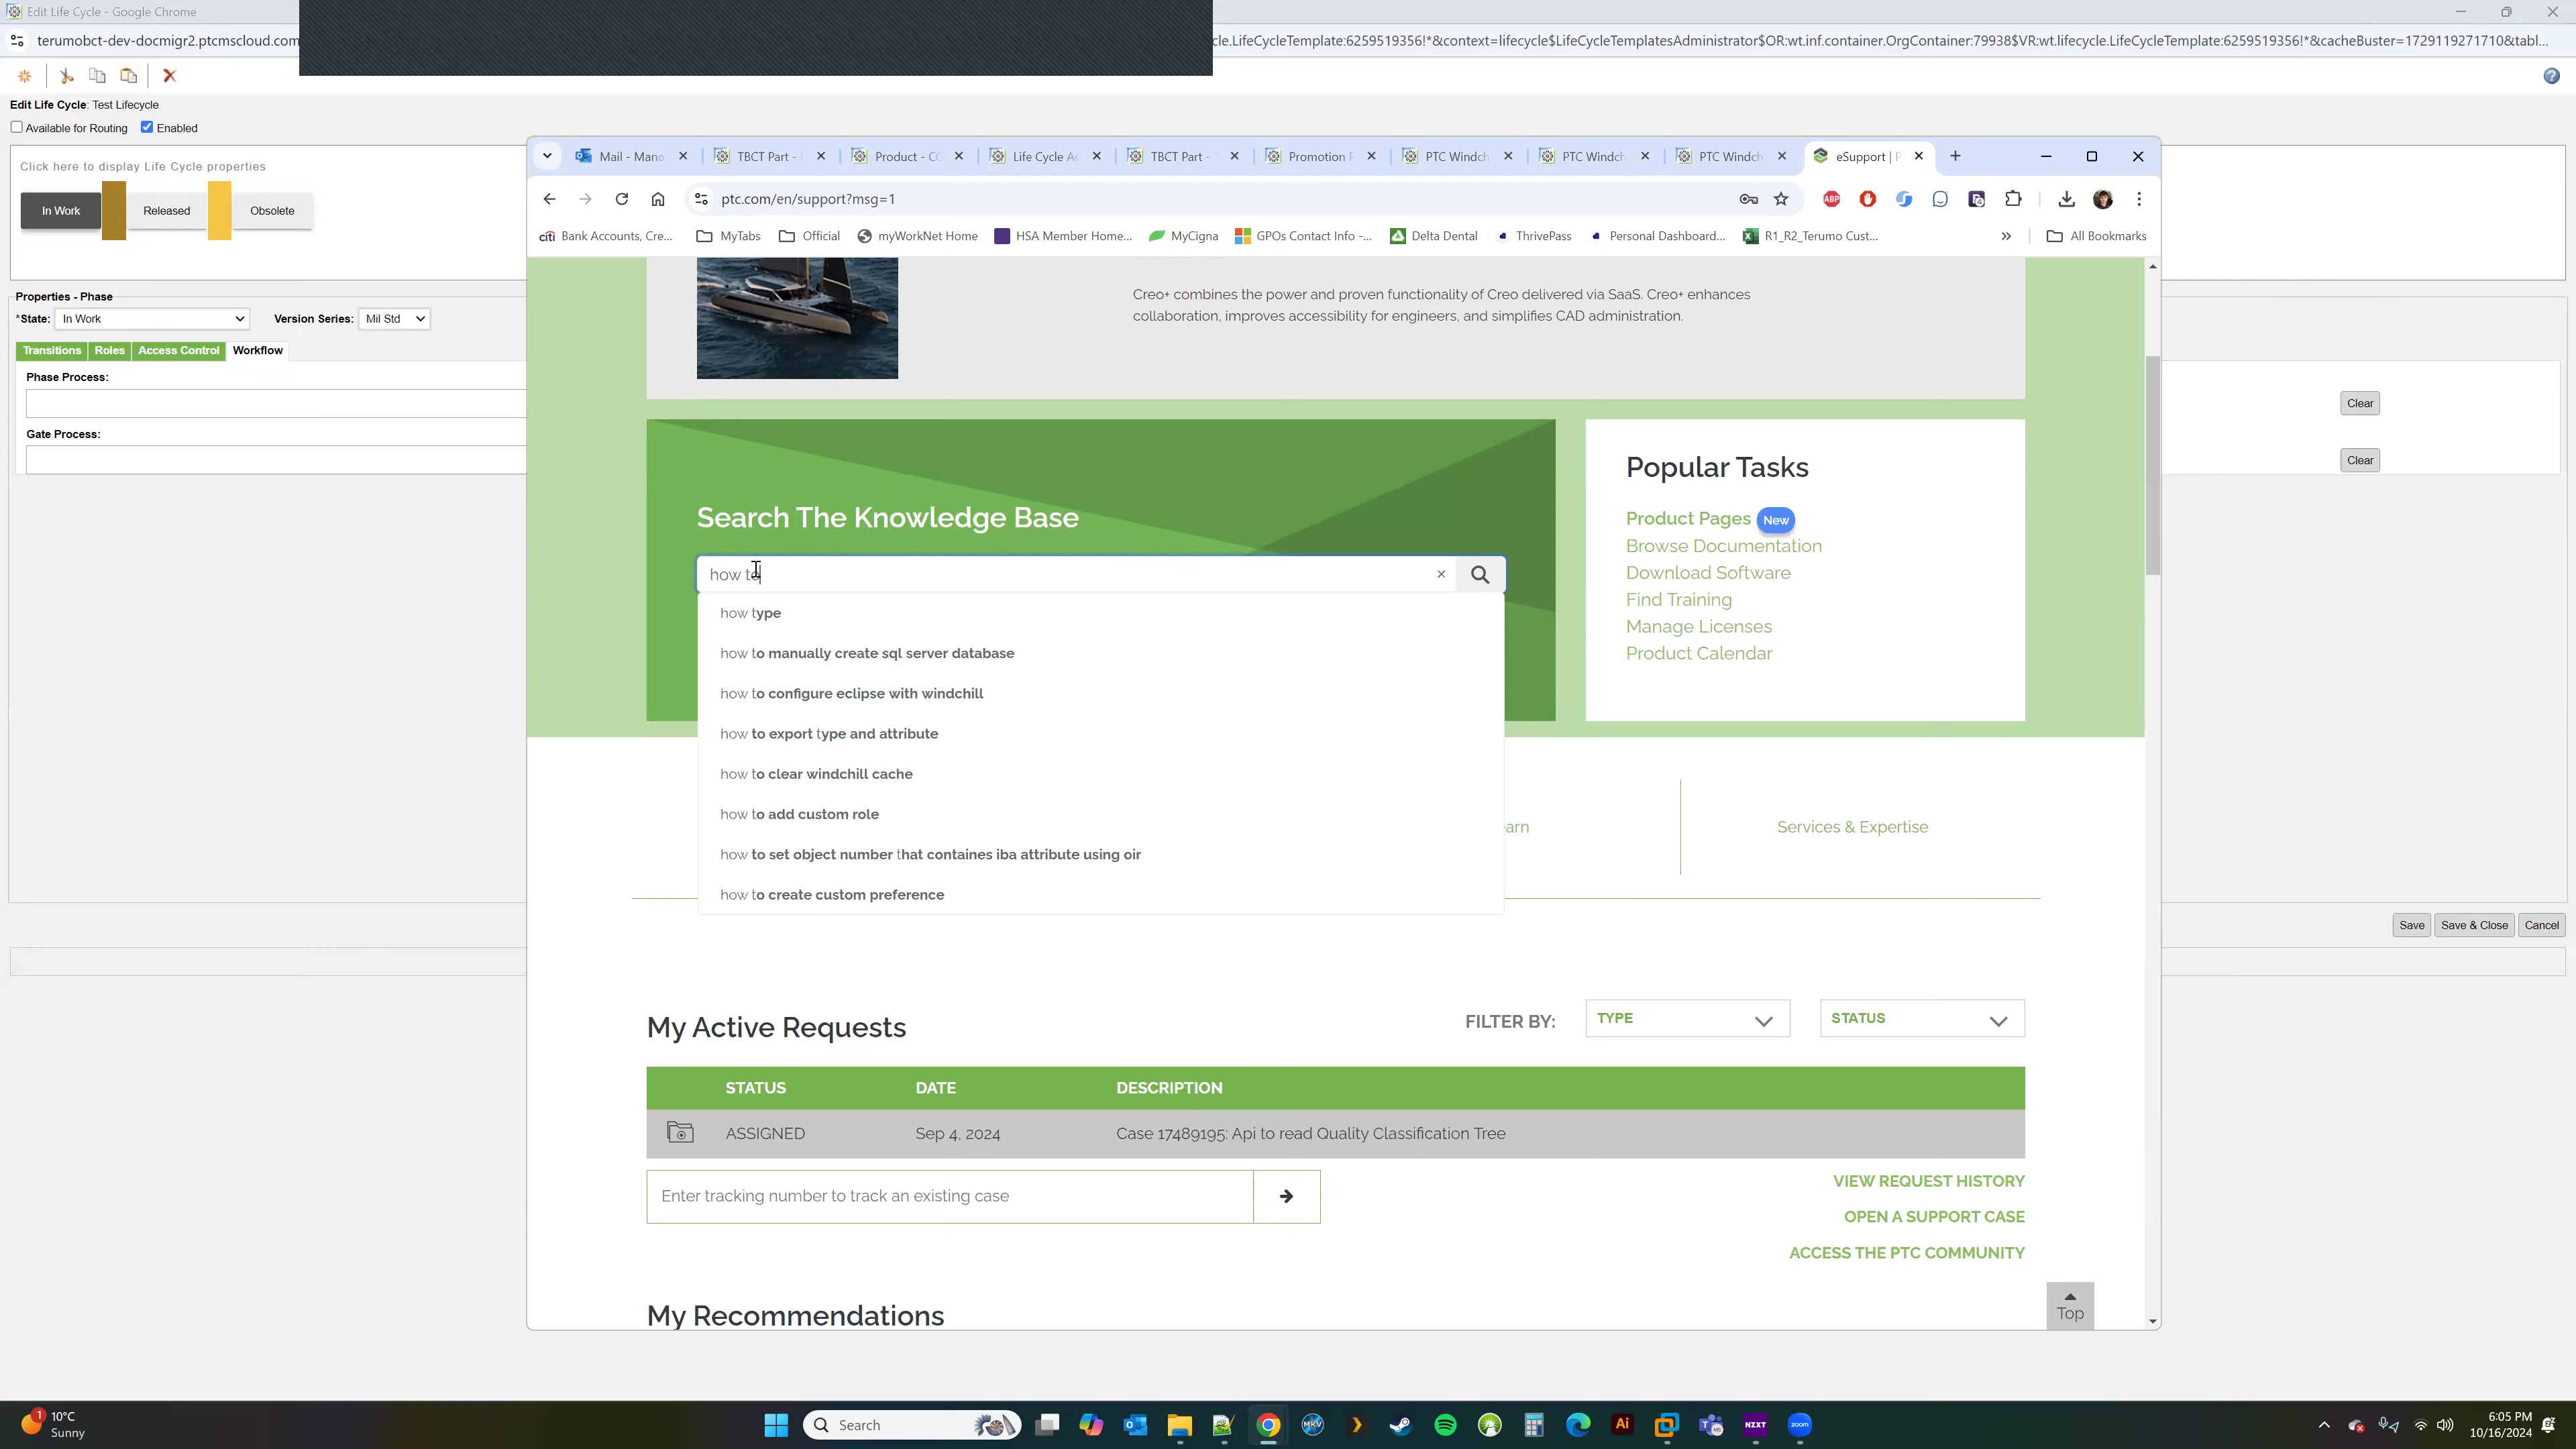 Edit Life Cycle - Google Chrome
terumobct-dev-docmigr2.ptcmscloud.com
cle.LifeCycleTemplate:6259519356!*&context=lifecycle$LifeCycleTemplatesAdministrator$OR:wt.inf.container.OrgContainer:79938$VR:wt.lifecycle.LifeCycleTemplate:6259519356!*&cacheBuster=1729119271710&tabl...
Edit Life Cycle: Test Lifecycle
Available for Routing Enabled
Click here to display Life Cycle properties
In Work Released Obsolete
Properties - Phase
*State: In Work Version Series: Mil Std
Transitions Roles Access Control Workflow
Phase Process:
Clear
Gate Process:
Clear
Save Save & Close Cancel
Mail - Mano TBCT Part - Product - CC Life Cycle Ad TBCT Part - Promotion R PTC Windch PTC Windch PTC Windch eSupport | P
ptc.com/en/support?msg=1
ABP
citi Bank Accounts, Cre... MyTabs Official myWorkNet Home HSA Member Home... MyCigna GPOs Contact Info -... Delta Dental ThrivePass Personal Dashboard... R1_R2_Terumo Cust... All Bookmarks
Creo+ combines the power and proven functionality of Creo delivered via SaaS. Creo+ enhances
collaboration, improves accessibility for engineers, and simplifies CAD administration.
Search The Knowledge Base
how to
how type
how to manually create sql server database
how to configure eclipse with windchill
how to export type and attribute
how to clear windchill cache
how to add custom role
how to set object number that containes iba attribute using oir
how to create custom preference
Popular Tasks
Product Pages New
Browse Documentation
Download Software
Find Training
Manage Licenses
Product Calendar
arn
Services & Expertise
My Active Requests
FILTER BY: TYPE STATUS
STATUS DATE DESCRIPTION
ASSIGNED Sep 4, 2024 Case 17489195: Api to read Quality Classification Tree
Enter tracking number to track an existing case
VIEW REQUEST HISTORY
OPEN A SUPPORT CASE
ACCESS THE PTC COMMUNITY
My Recommendations
Top
1
10°C
Sunny
Search
MKV
Ai
NIXT
zoom
6:05 PM
10/16/2024